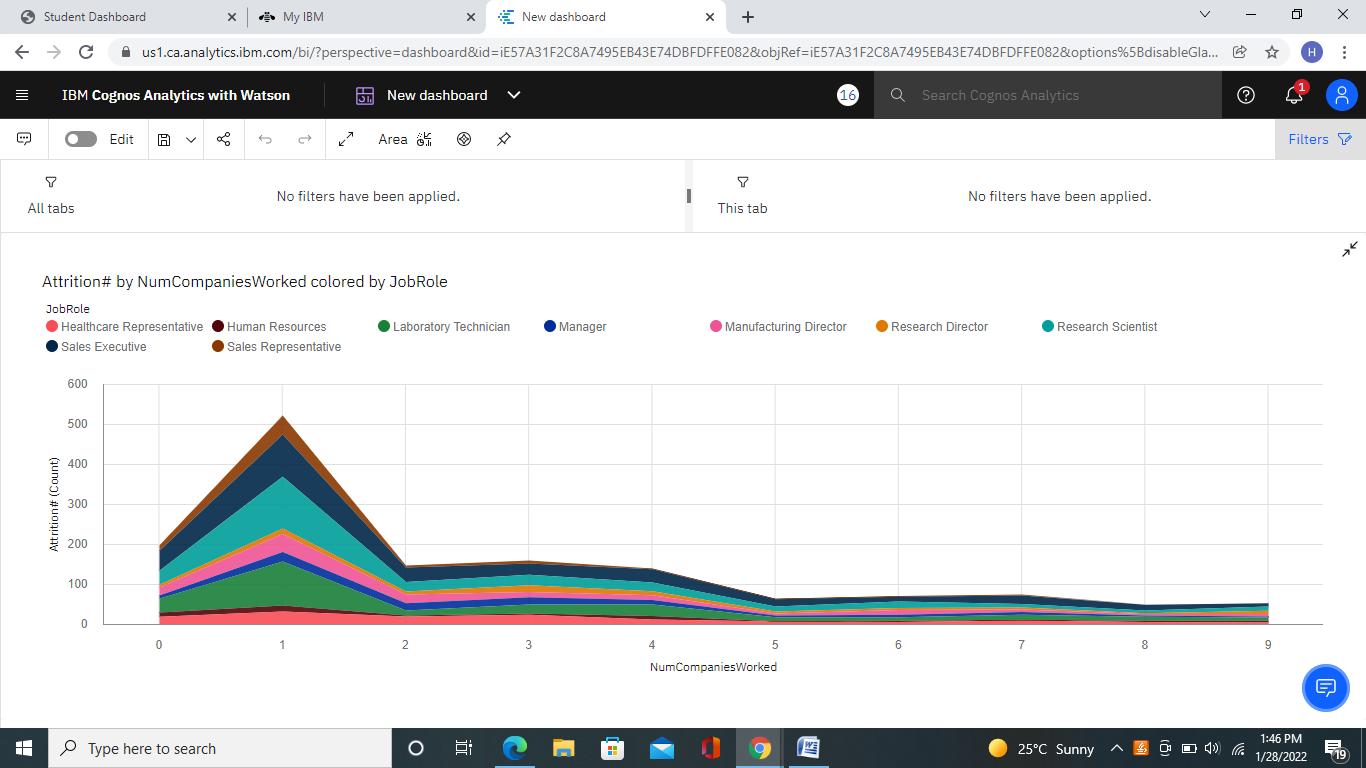 Student Dashboard My IBM New dashboard
us1.ca.analytics.ibm.com/bi/?perspective=dashboard&id=iE57A31F2C8A7495EB43E74DBFDFFE082&objRef=iE57A31F2C8A7495EB43E74DBFDFFE082&options%5BdisableGla... H
IBM Cognos Analytics with Watson New dashboard 16 Search Cognos Analytics 1
Edit Area Filters
No filters have been applied. No filters have been applied.
All tabs This tab
Attrition# by NumCompaniesWorked colored by JobRole
JobRole
Healthcare Representative Human Resources Laboratory Technician Manager Manufacturing Director Research Director Research Scientist
Sales Executive Sales Representative
600
500
400
300
200
100
0
Attrition# (Count)
0 1 2 3 4 5 6 7 8 9
NumCompaniesWorked
Type here to search 25°C Sunny 1:46 PM
1/28/2022 19